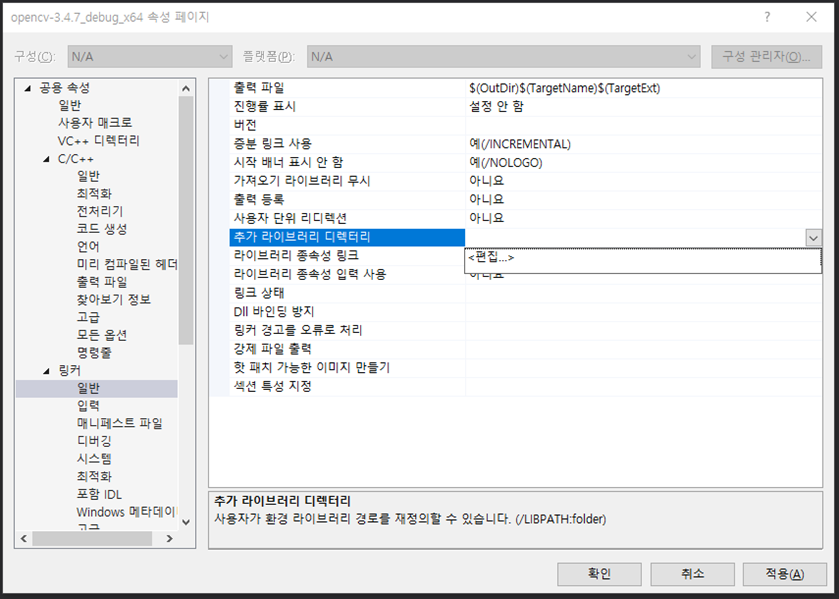 opencv-3.4.7_debug_x64 속성 페이지
?
구성(C): N/A 플랫폼(P): N/A 구성 관리자(O)...
공용 속성
일반
사용자 매크로
VC++ 디렉터리
C/C++
일반
최적화
전처리기
코드 생성
언어
미리 컴파일된 헤더
출력 파일
찾아보기 정보
고급
모든 옵션
명령줄
링커
일반
입력
매니페스트 파일
디버깅
시스템
최적화
포함 IDL
Windows 메타데이
고급
출력 파일 $(OutDir)$(TargetName)$(TargetExt)
진행률 표시 설정 안 함
버전
증분 링크 사용 예(/INCREMENTAL)
시작 배너 표시 안 함 예(/NOLOGO)
가져오기 라이브러리 무시 아니요
출력 등록 아니요
사용자 단위 리디렉션 아니요
추가 라이브러리 디렉터리
라이브러리 종속성 링크 <편집...>
라이브러리 종속성 입력 사용 아니요
링크 상태
Dll 바인딩 방지
링커 경고를 오류로 처리
강제 파일 출력
핫 패치 가능한 이미지 만들기
섹션 특성 지정
추가 라이브러리 디렉터리
사용자가 환경 라이브러리 경로를 재정의할 수 있습니다. (/LIBPATH:folder)
확인 취소 적용(A)